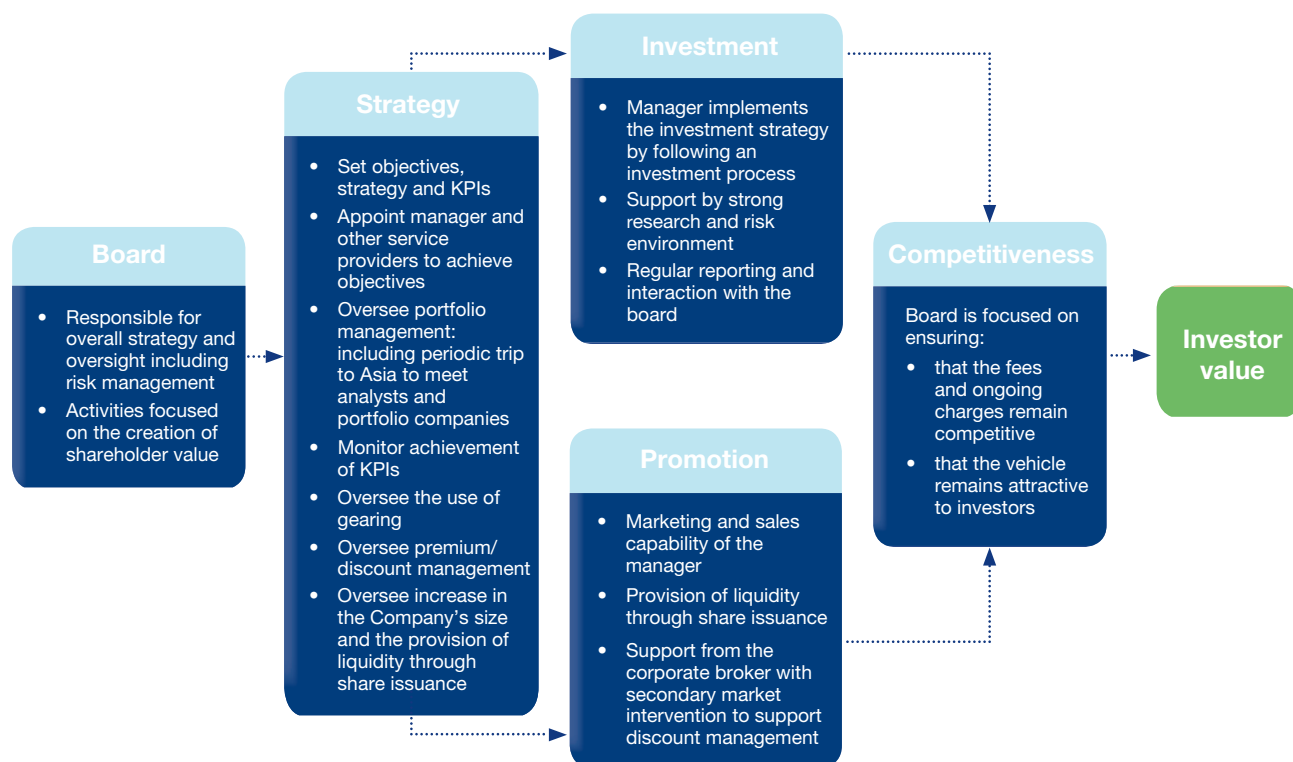 Board
• Responsible for
overall strategy and
oversight including
risk management
• Activities focused
on the creation of
shareholder value
Strategy
• Set objectives,
strategy and KPIs
• Appoint manager and
other service
providers to achieve
objectives
• Oversee portfolio
management:
including periodic trip
to Asia to meet
analysts and
portfolio companies
• Monitor achievement
of KPIs
• Oversee the use of
gearing
• Oversee premium/
discount management
• Oversee increase in
the Company’s size
and the provision of
liquidity through
share issuance
Investment
• Manager implements
the investment strategy
by following an
investment process
• Support by strong
research and risk
environment
• Regular reporting and
interaction with the
board
Promotion
• Marketing and sales
capability of the
manager
• Provision of liquidity
through share issuance
• Support from the
corporate broker with
secondary market
intervention to support
discount management
Competitiveness
Board is focused on
ensuring:
• that the fees
and ongoing
charges remain
competitive
• that the vehicle
remains attractive
to investors
Investor
value